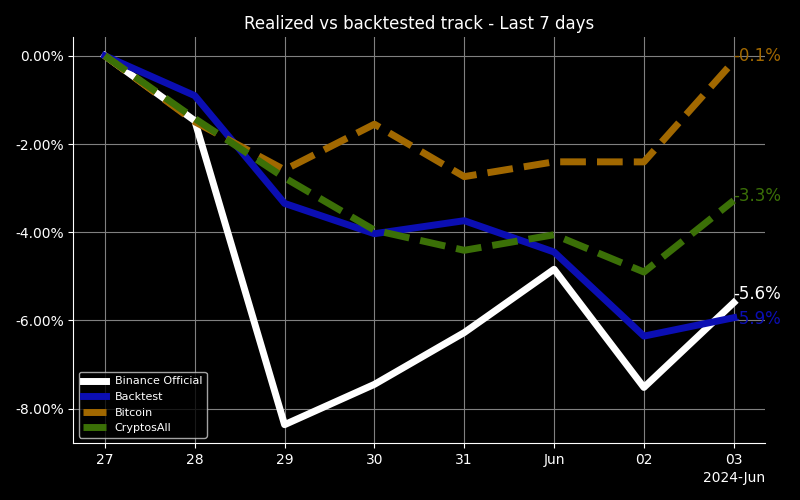 Realized vs backtested track - Last 7 days
0.00%
-2.00%
-4.00%
-6.00%
-8.00%
-0.1%
-3.3%
-5.6%
-5.9%
Binance Official
Backtest
Bitcoin
CryptosAll
27 28 29 30 31 Jun 02 03
2024-Jun